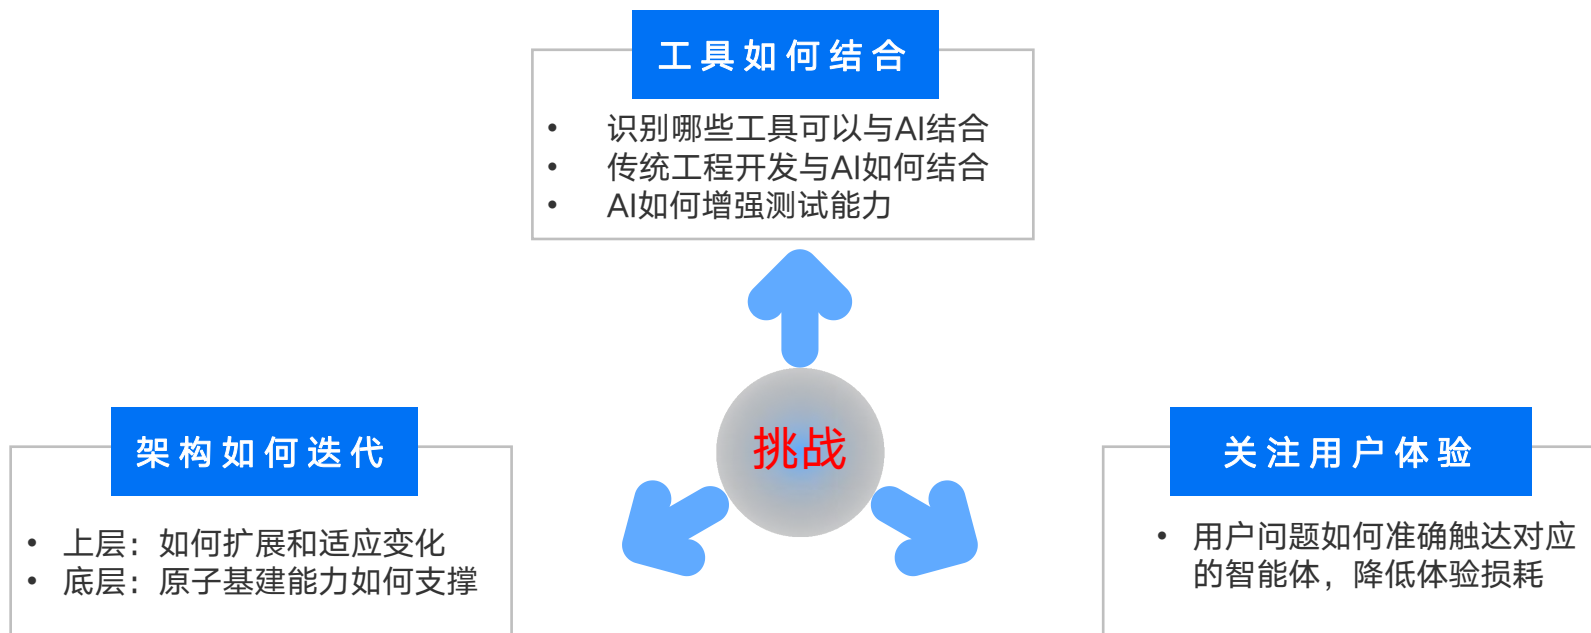 工具如何结合
• 识别哪些工具可以与AI结合
• 传统工程开发与AI如何结合
• AI如何增强测试能力
挑战
架构如何迭代
• 上层：如何扩展和适应变化
• 底层：原子基建能力如何支撑
关注用户体验
• 用户问题如何准确触达对应
的智能体，降低体验损耗